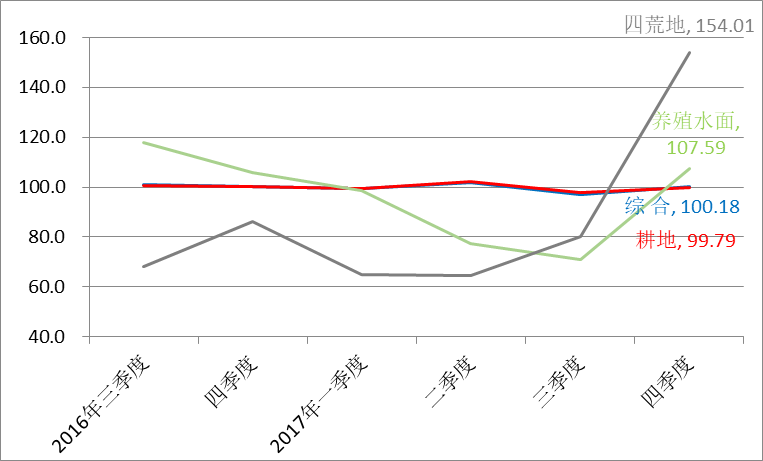 四荒地, 154.01
160.0
140.0
120.0
100.0
80.0
60.0
40.0
养殖水面,
107.59
综 合, 100.18
耕地, 99.79
2016年三季度
四季度
2017年一季度
二季度
三季度
四季度